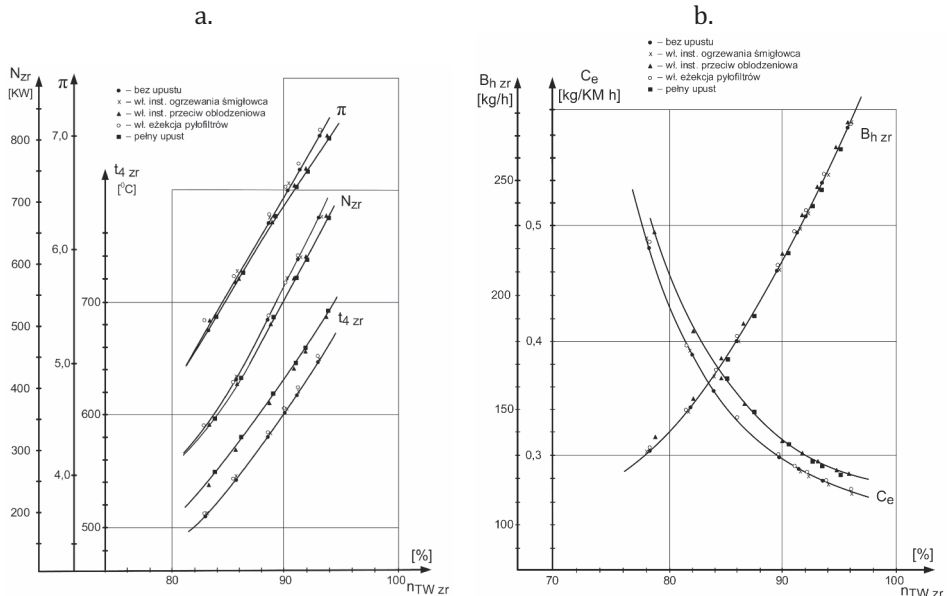 a.
N zr
[KW]
π
• – bez upustu
x – wł. inst. ogrzewania śmigłowca
▲ – wł. inst. przeciw oblodzeniowa
○ – wł. eżekcja pyłofiltrów
■ – pełny upust
t4 zr
[°C]
800
700
600
500
400
300
200
7,0
6,0
5,0
4,0
700
600
500
π
N zr
t4 zr
80
90
100
[%]
nTW zr
b.
• – bez upustu
x – wł. inst. ogrzewania śmigłowca
▲ – wł. inst. przeciw oblodzeniowa
○ – wł. eżekcja pyłofiltrów
■ – pełny upust
Bh zr
[kg/h]
Ce
[kg/KM h]
250
200
150
100
0,5
0,4
0,3
Bh zr
Ce
70
80
90
100
[%]
nTW zr